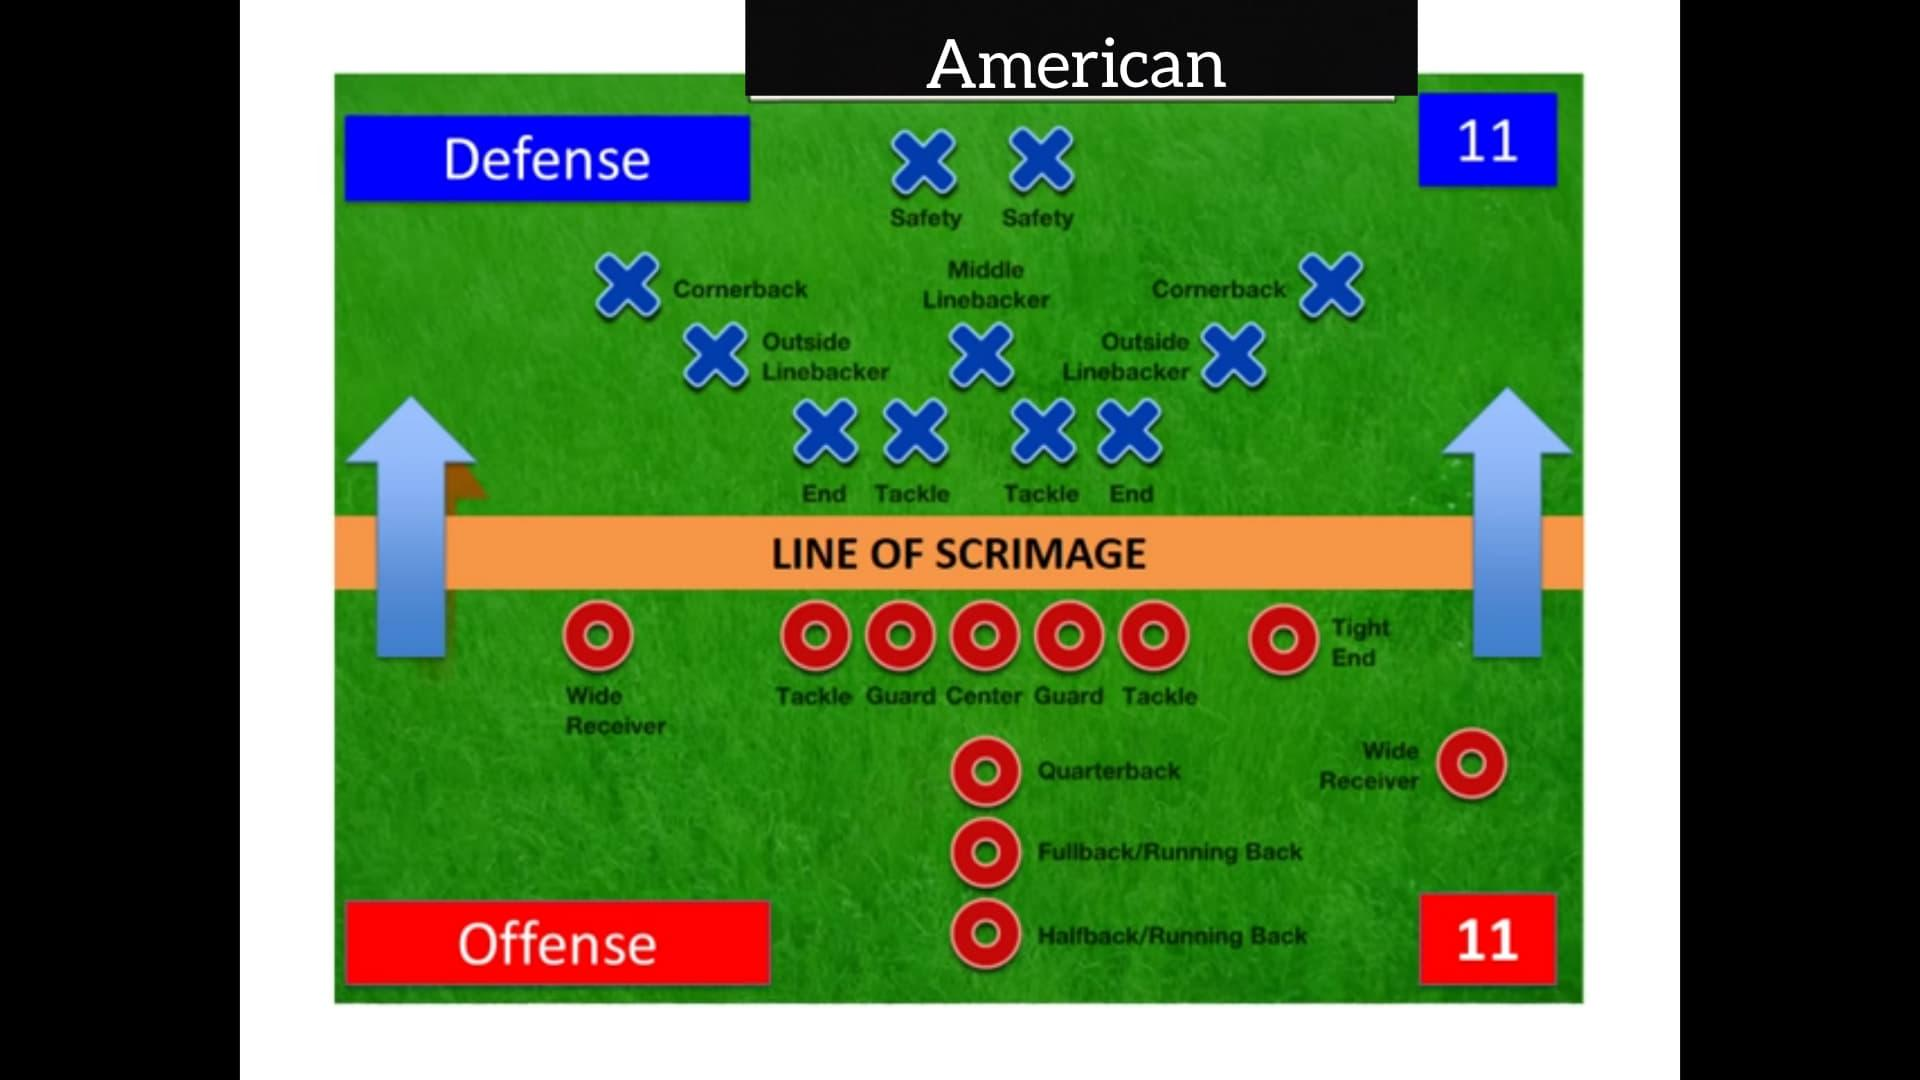 American
Defense
11
Safety Safety
Cornerback
Middle
Linebacker
Cornerback
Outside
Linebacker
Outside
Linebacker
End Tackle Tackle End
LINE OF SCRIMAGE
Tight
End
Wide
Receiver
Tackle Guard Center Guard Tackle
Quarterback
Wide
Receiver
Fullback/Running Back
Halfback/Running Back
Offense
11